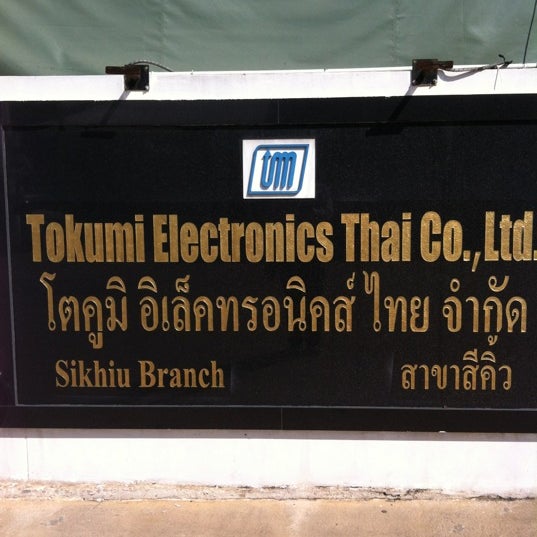 tm
Tokumi Electronics Thai Co., Ltd.
โตคูมิ อิเล็คทรอนิคส์ ไทย จำกัด
Sikhiu Branch สาขาสีคิ้ว